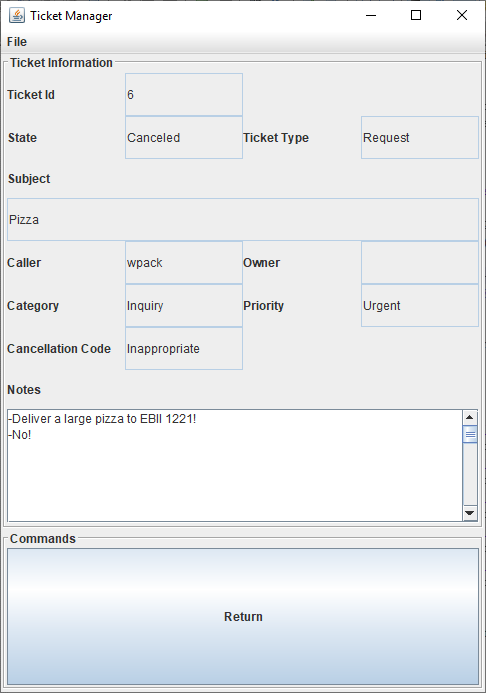 Ticket Manager
File
Ticket Information
Ticket Id 6
State Canceled Ticket Type Request
Subject
Pizza
Caller wpack Owner
Category Inquiry Priority Urgent
Cancellation Code Inappropriate
Notes
-Deliver a large pizza to EBII 1221!
-No!
Commands
Return